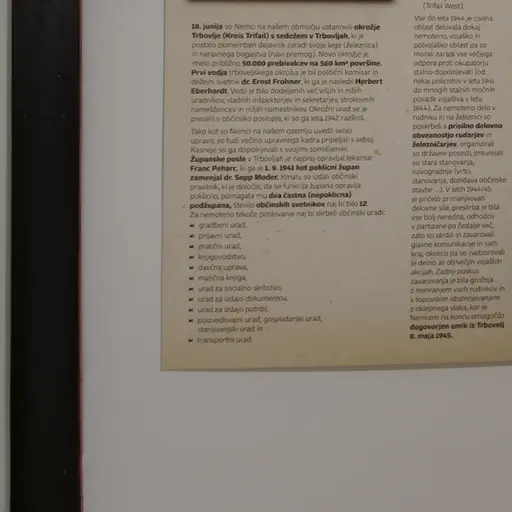 18. junija so Nemci na našem območju ustanovili okrožje
Trbovlje (Kreis Trifail) s sedežem v Trbovljah, ki je
postalo pomemben dejavnik zaradi svoje lege (železnica)
in naravnega bogastva (rjavi premog). Novo okrožje je
imelo približno 50.000 prebivalcev na 560 km² površine.
Prvi vodja trboveljskega okrožja je bil politični komisar in
deželni svetnik dr. Ernst Frohner, kmalu ga je nasledil Herbert
Eberhardt. Vodji je bilo dodeljenih več višjih in nižjih
uradnikov, vladnih inšpektorjev in sekretarjev, strokovnih
nameščencev in nižjih namestnikov. Okrožni urad se je
preselil v občinsko poslopje, ki so ga leta 1942 razširili.
Tako kot so Nemci na našem ozemlju uvedli svojo
upravo, so tudi večino upravnega kadra pripeljali s seboj.
Kasneje so ga dopolnjevali s svojimi somišljeniki.
Županske posle v Trbovljah je najprej opravljal lekarnar
Franc Peharc, ki ga je 1. 9. 1941 kot poklicni župan
zamenjal dr. Sepp Moder. Kmalu so izdali občinski
pravilnik, ki je določal, da se funkcija župana opravlja
poklicno, pomagata mu dva častna (nepoklicna)
podžupana, število občinskih svetnikov naj bi bilo 12.
Za nemoteno tekoče poslovanje naj bi skrbeli občinski uradi:
gradbeni urad,
prijavni urad,
matični urad,
knjigovodstvo,
davčna uprava,
matična knjiga,
urad za socialno skrbstvo,
urad za izdajo dokumentov,
urad za izdajo potrdil,
poizvedovalni urad, gospodarski urad,
stanovanjski urad in
transportni urad.
(Trifail West).
Vse do leta 1944 je civilna
oblast delovala dokaj
nemoteno, vojaško in
polvojaško oblast pa so
morali zaradi vse večjega
odpora proti okupatorju
stalno dopolnjevati (od
nekaj policistov v letu 1941
do mnogih stalnih močnih
posadk vojaštva v letu
1944). Za nemoteno delo v
rudniku in na železnici so
poskrbeli s prisilno delovno
obveznostjo rudarjev in
železničarjev, organizirali
so državne posesti, preurejali
so stara stanovanja,
novogradnje (vrtci,
stanovanja, dozidava občinske
stavbe ...). V letih 1944/45
je pričelo primanjkovati
delovne sile, preskrba je bila
vse bolj neredna, odhodov
v partizane pa čedalje več,
zato so utrdili in zavarovali
glavne komunikacije in sam
kraj, okolico pa so nadzorovali
le delno ali ob večjih vojaških
akcijah. Zadnji poskus
zavarovanja je bila grožnja
z miniranjem vseh rudnikov in
s topovskim obstreljevanjem
z oklepnega vlaka, kar je
Nemcem na koncu omogočilo
dogovorjen umik iz Trbovelj
8. maja 1945.